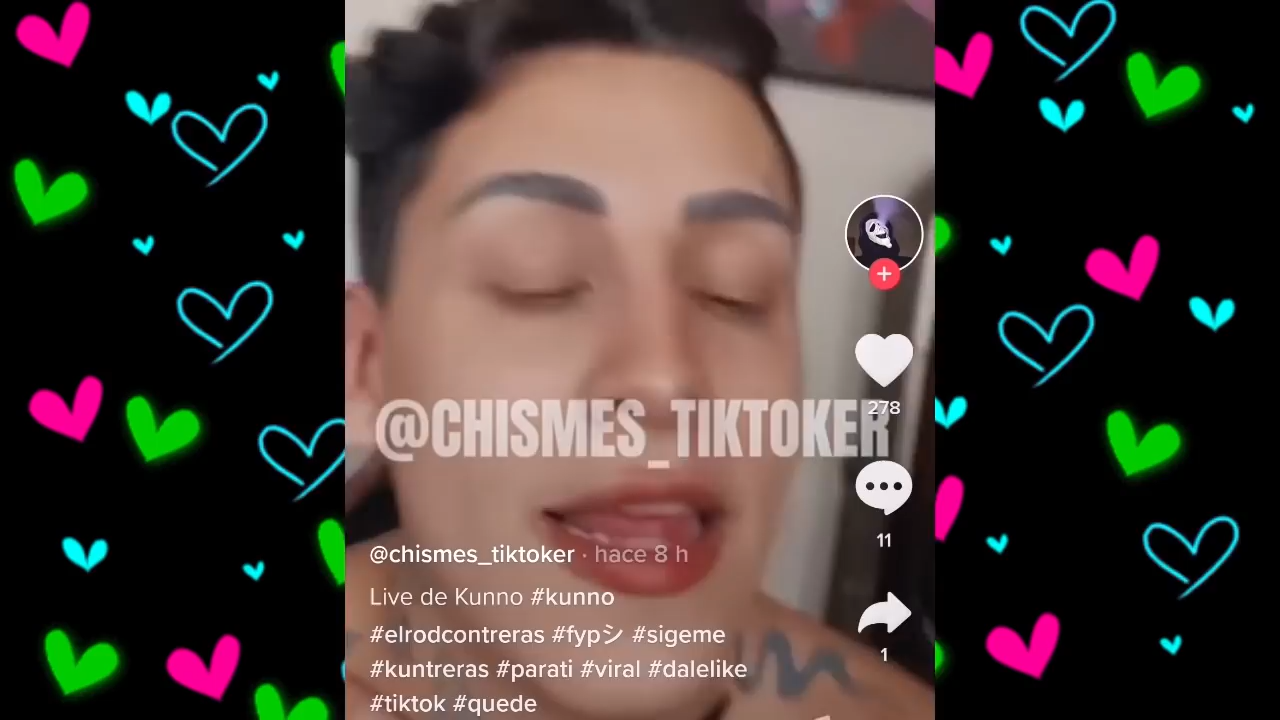 @CHISMES_TIKTOKER
278
11
@chismes_tiktoker · hace 8 h
Live de Kunno #kunno
#elrodcontreras #fypシ #sigeme
#kuntreras #parati #viral #dalelike
#tiktok #quede
1